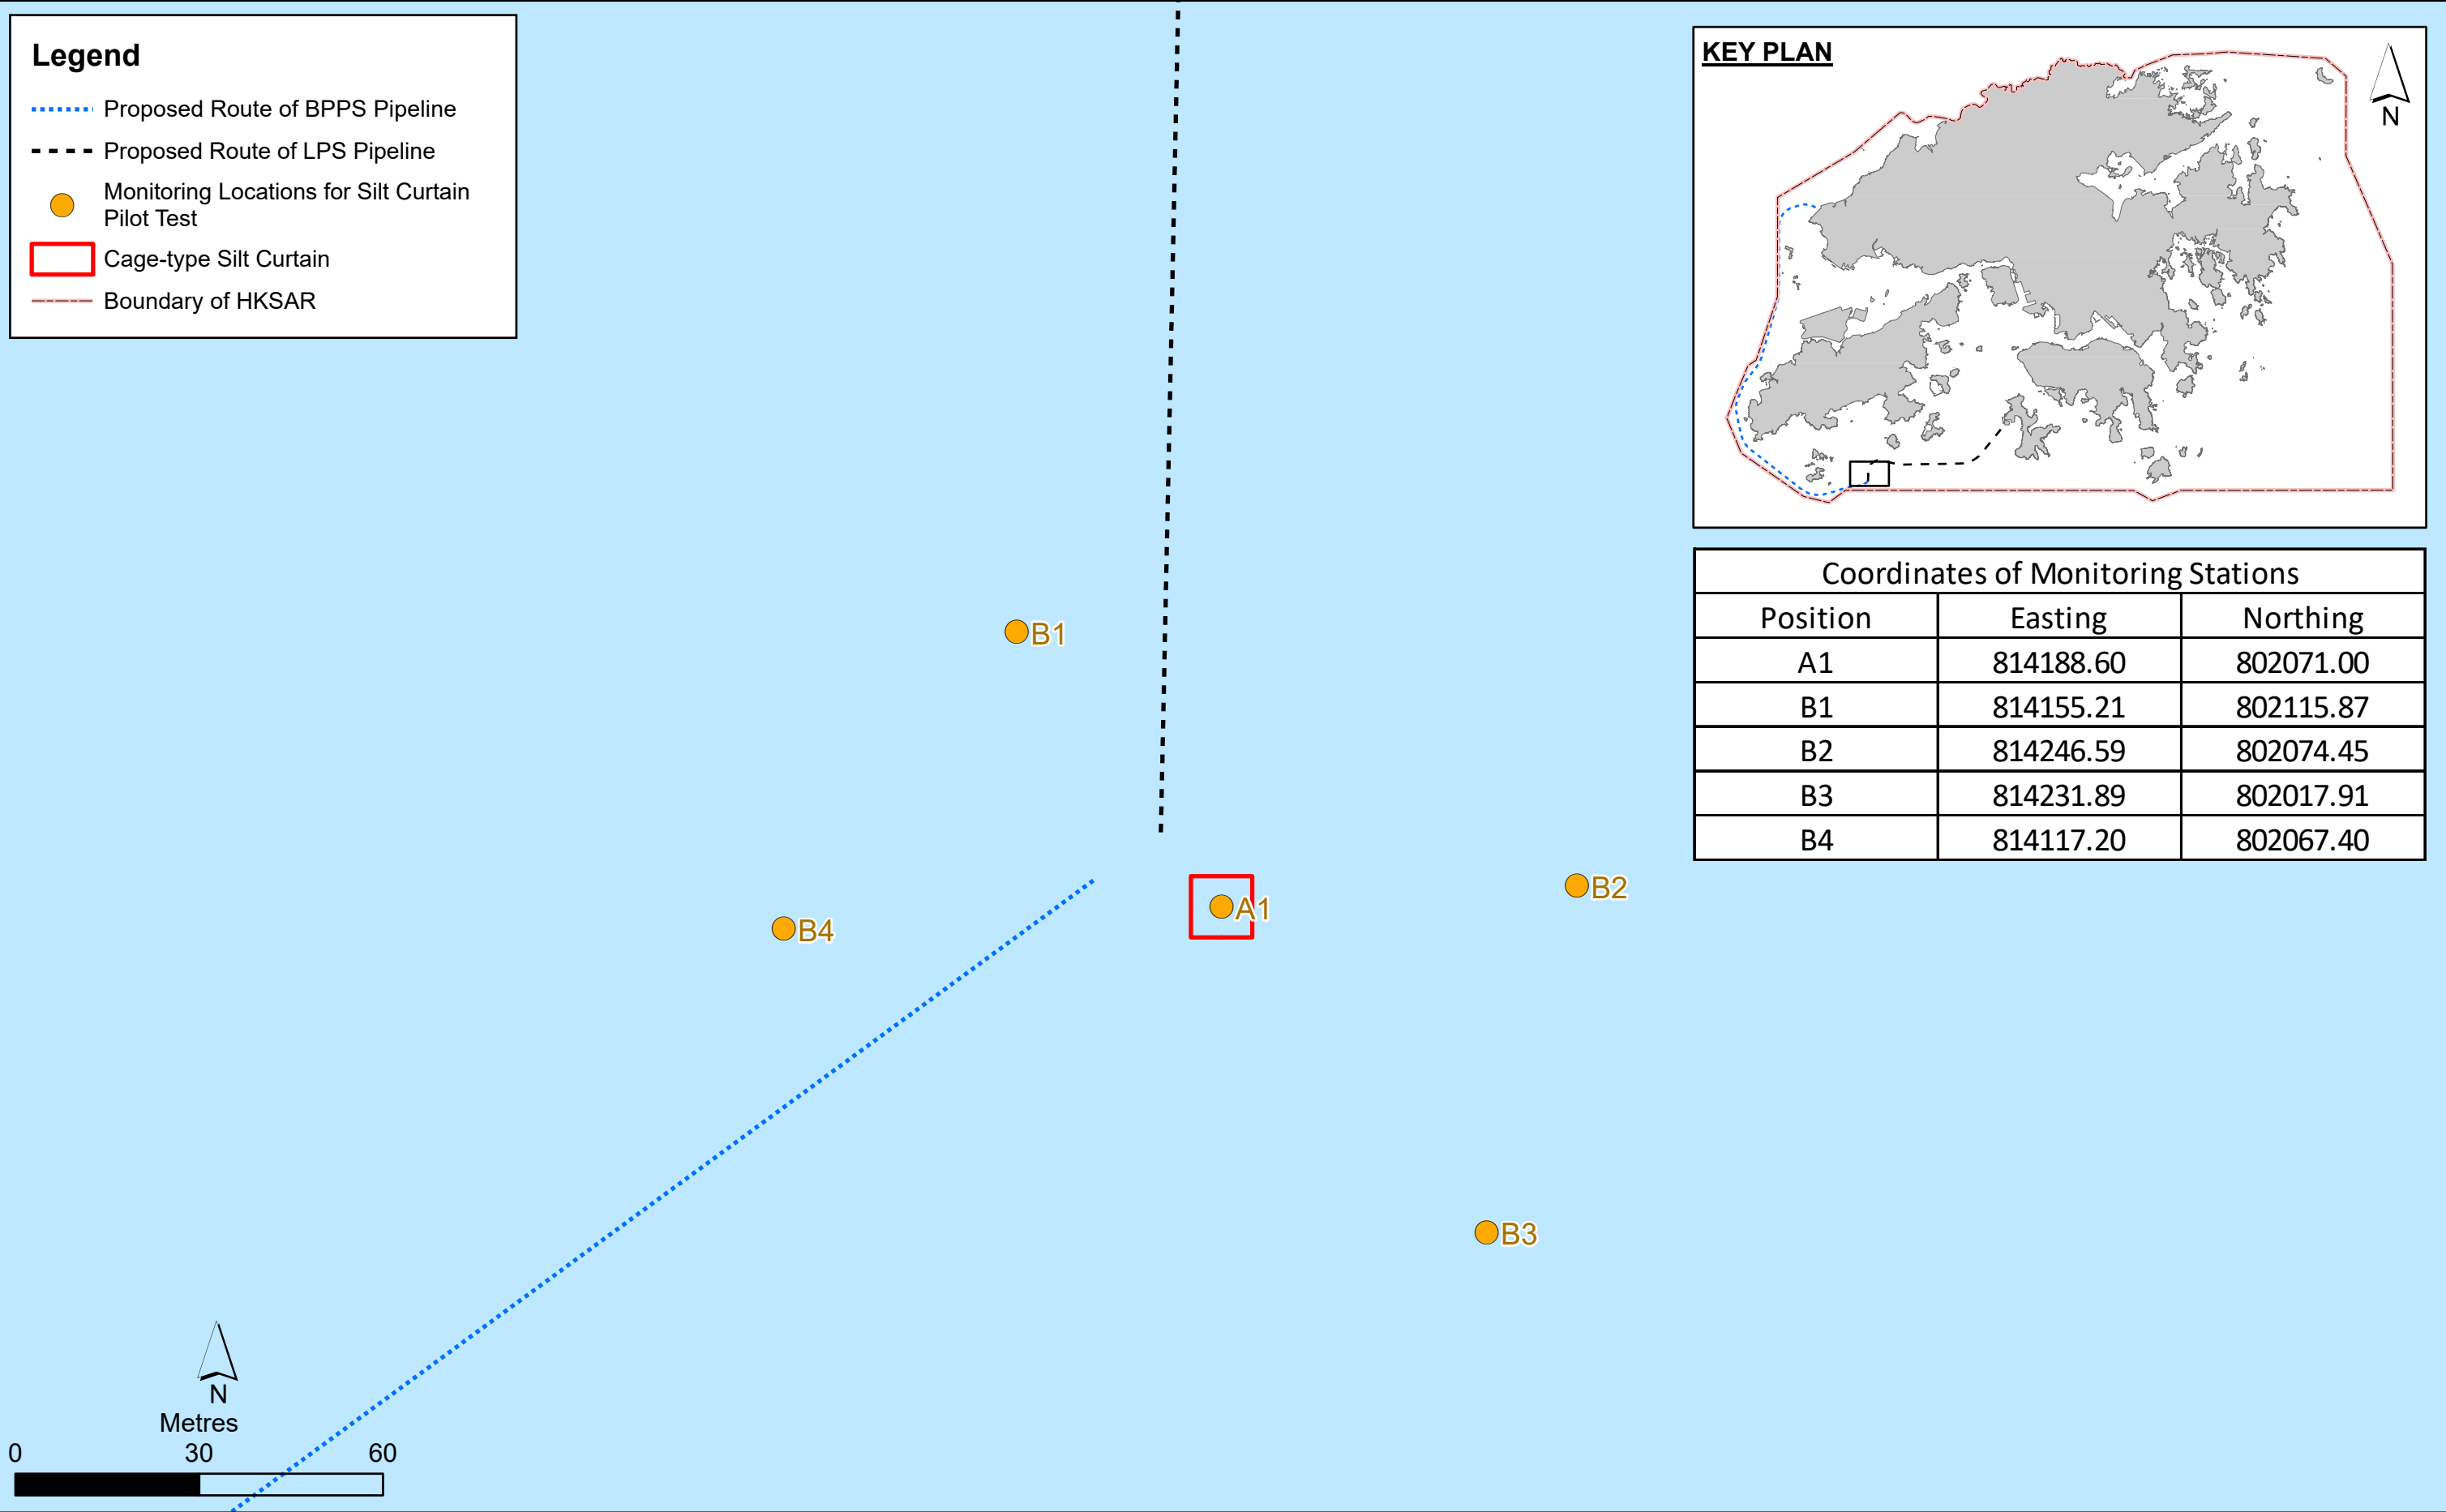 Legend
Proposed Route of BPPS Pipeline
Proposed Route of LPS Pipeline
Monitoring Locations for Silt Curtain
Pilot Test
Cage-type Silt Curtain
Boundary of HKSAR
KEY PLAN
N
Coordinates of Monitoring Stations
Position Easting Northing
A1 814188.60 802071.00
B1 814155.21 802115.87
B2 814246.59 802074.45
B3 814231.89 802017.91
B4 814117.20 802067.40
B1
B2
A1
B4
B3
N
Metres
0 30 60